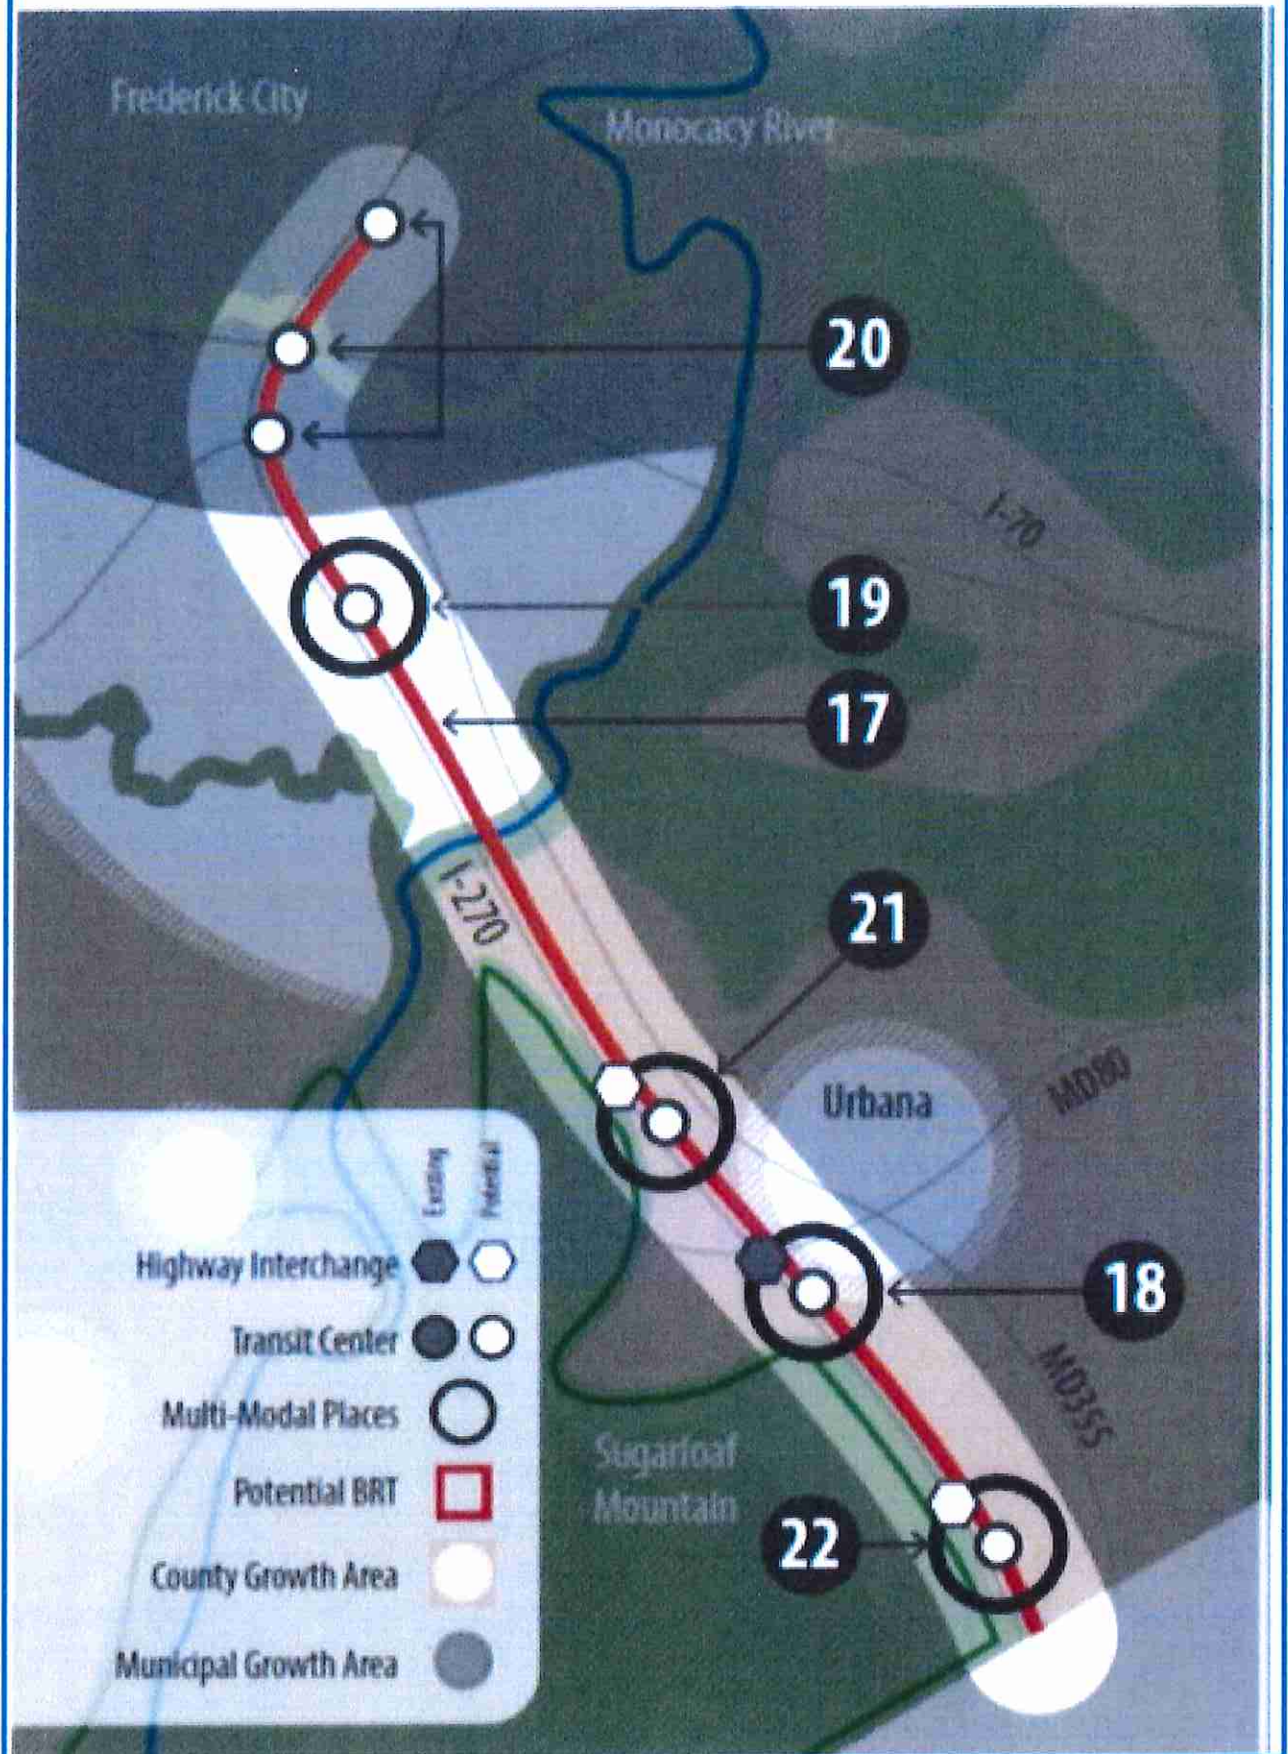 Frederick City
Monocacy River
20
I-70
19
17
I-270
21
Urbana
MD80
18
MD355
Sugarloaf
Mountain
22
Existing
Potential
Highway Interchange
Transit Center
Multi-Modal Places
Potential BRT
County Growth Area
Municipal Growth Area